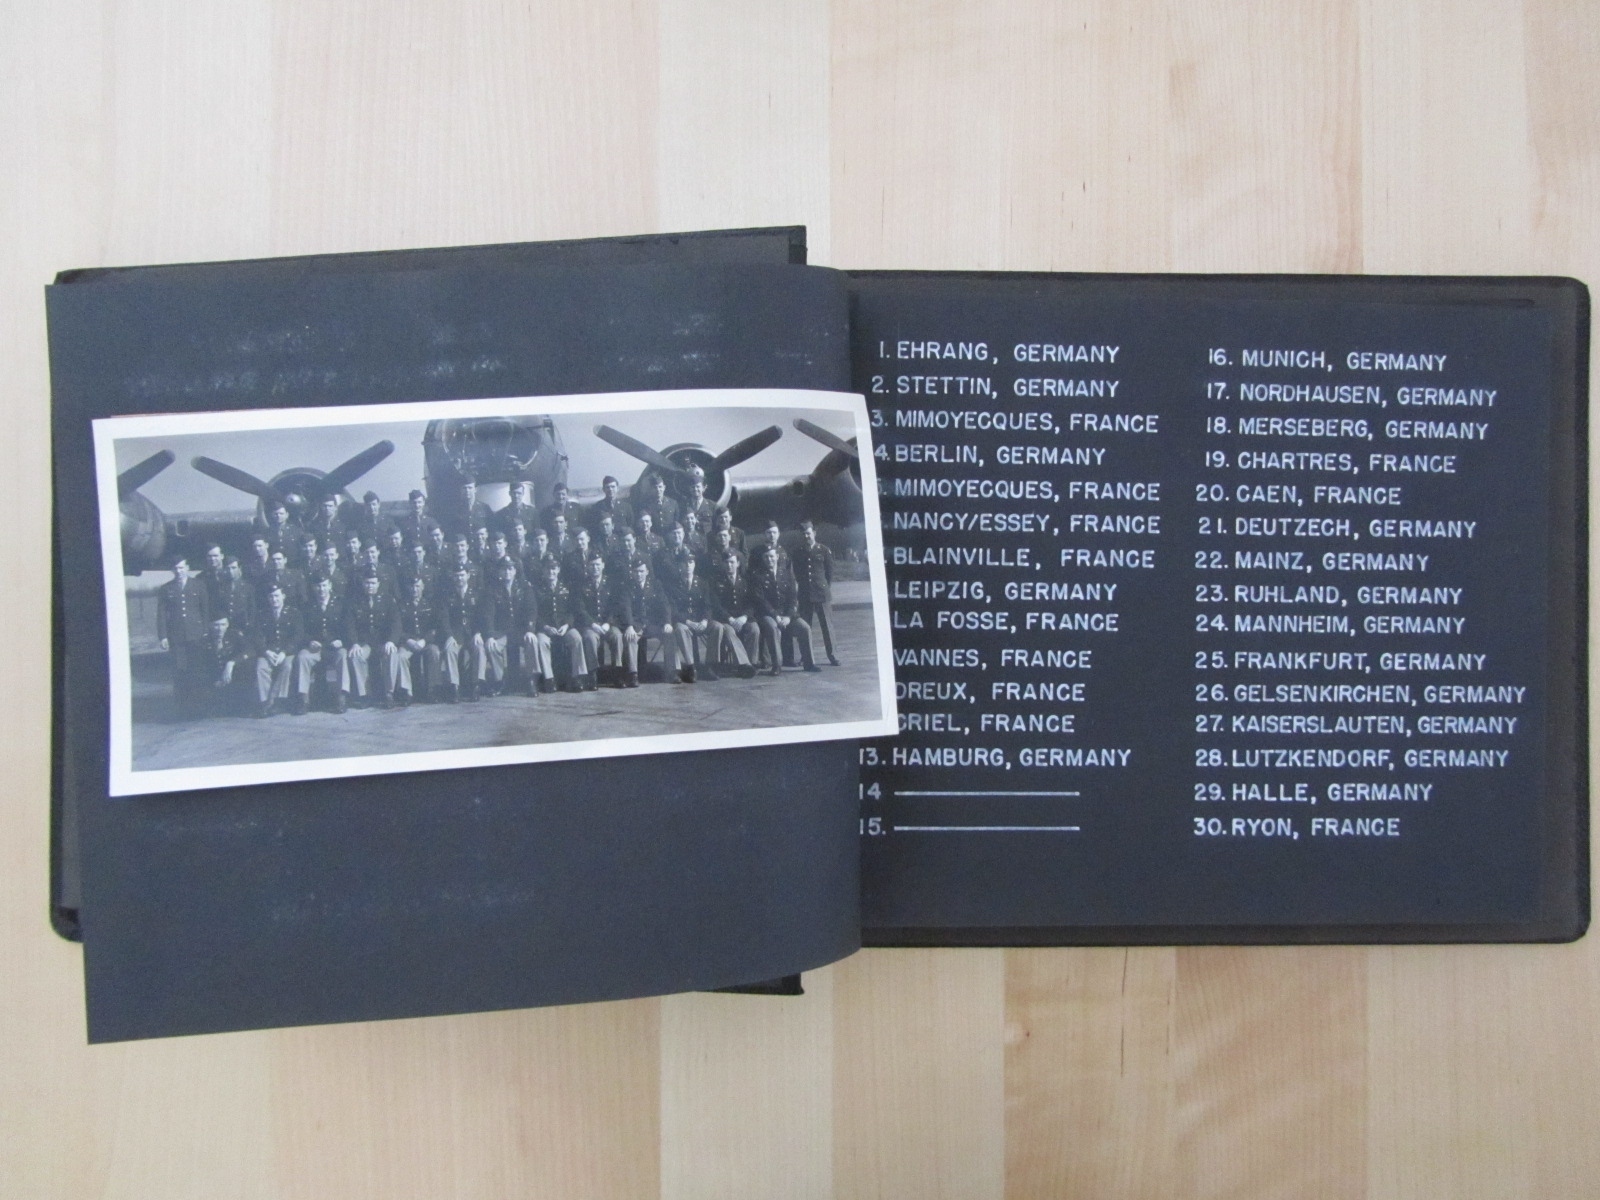 1. EHRANG, GERMANY
2. STETTIN, GERMANY
3. MIMOYECQUES, FRANCE
4. BERLIN, GERMANY
MIMOYECQUES, FRANCE
NANCY/ESSEY, FRANCE
BLAINVILLE, FRANCE
LEIPZIG, GERMANY
LA FOSSE, FRANCE
VANNES, FRANCE
DREUX, FRANCE
CRIEL, FRANCE
13. HAMBURG, GERMANY
14
15.
16. MUNICH, GERMANY
17. NORDHAUSEN, GERMANY
18. MERSEBERG, GERMANY
19. CHARTRES, FRANCE
20. CAEN, FRANCE
21. DEUTZECH, GERMANY
22. MAINZ, GERMANY
23. RUHLAND, GERMANY
24. MANNHEIM, GERMANY
25. FRANKFURT, GERMANY
26. GELSENKIRCHEN, GERMANY
27. KAISERSLAUTEN, GERMANY
28. LUTZKENDORF, GERMANY
29. HALLE, GERMANY
30. RYON, FRANCE